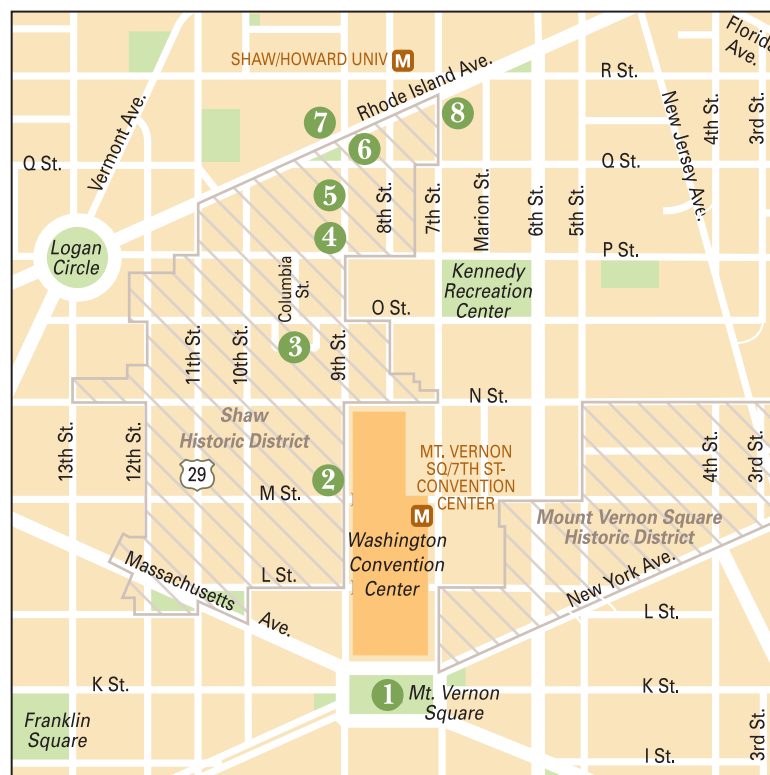 Florida
Ave.
SHAW/HOWARD UNIV M
Rhode Island Ave.
R St.
Vermont Ave.
New Jersey Ave.
4th St.
3rd St.
7
8
6
Q St.
Q St.
5
8th St.
7th St.
Marion St.
6th St.
5th St.
4
Logan
Circle
P St.
Columbia
St.
Kennedy
Recreation
Center
O St.
11th St.
10th St.
3
9th St.
N St.
Shaw
Historic District
13th St.
12th St.
29
2
M St.
MT. VERNON
SQ/7TH ST-
CONVENTION
CENTER
M
4th St.
3rd St.
Mount Vernon Square
Historic District
Washington
Convention
Center
Massachusetts
Ave.
L St.
New York Ave.
L St.
K St.
1
Mt. Vernon
Square
K St.
Franklin
Square
3rd St.
I St.